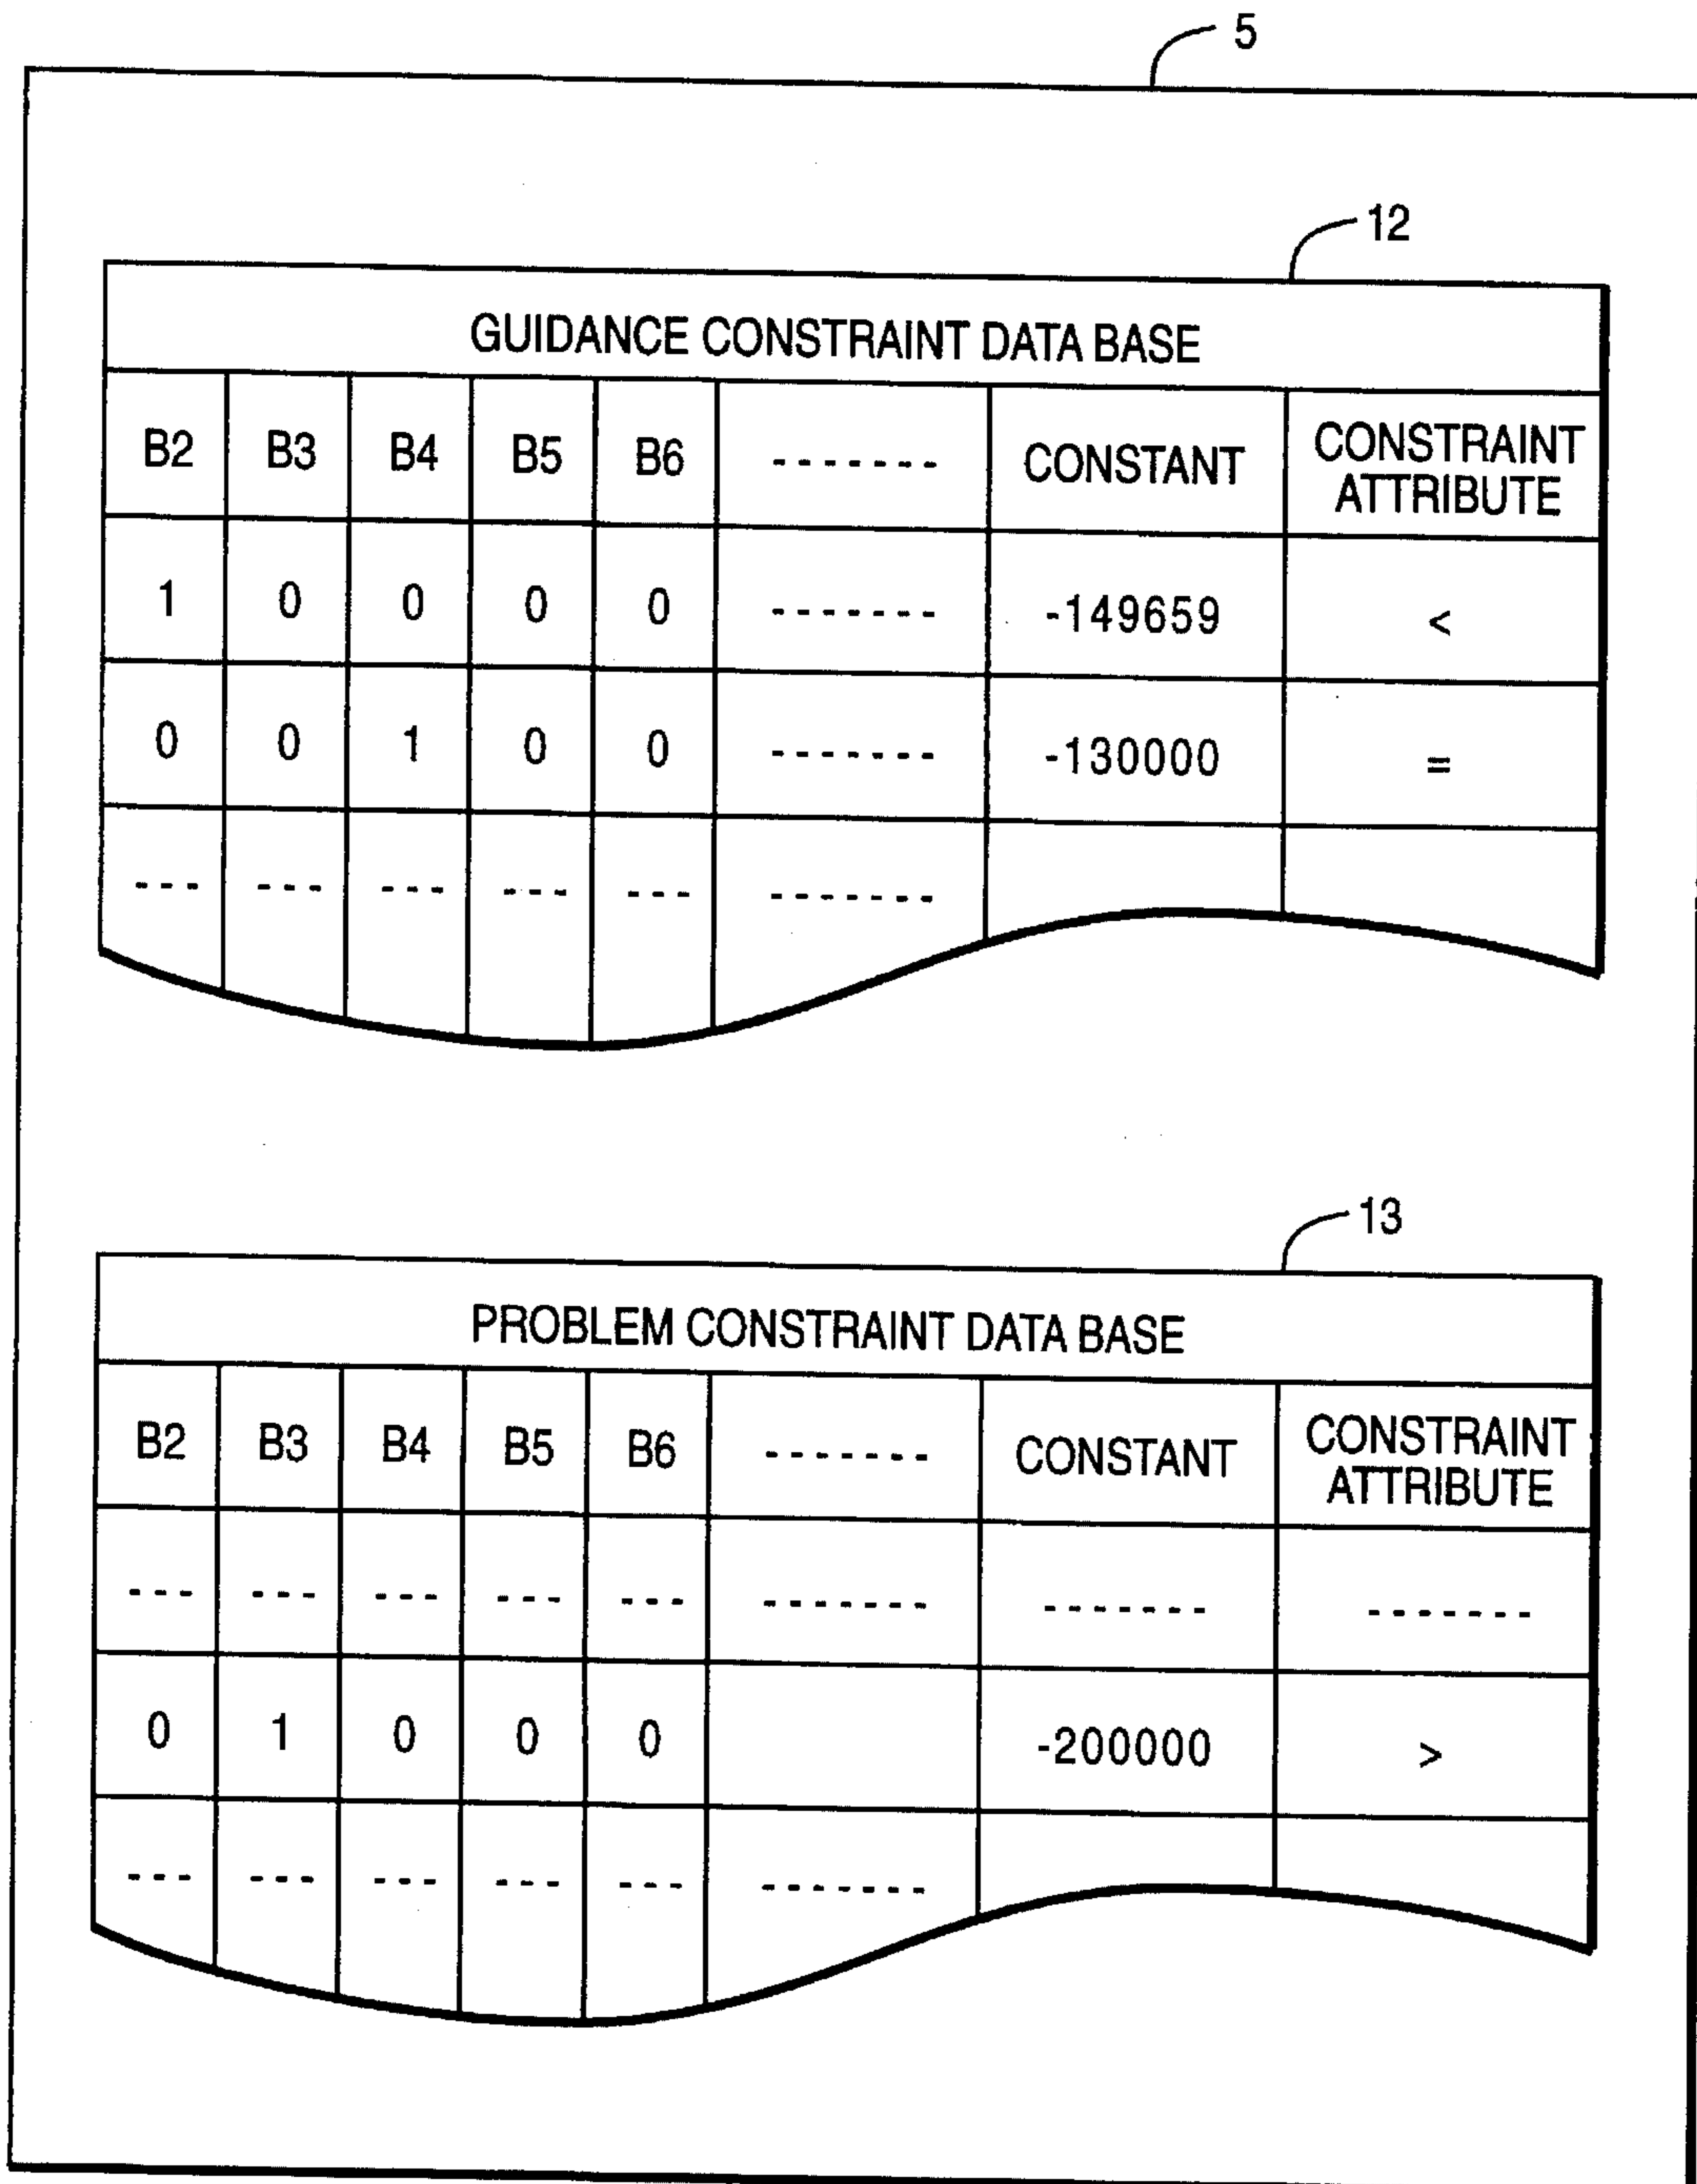 5
12
GUIDANCE CONSTRAINT DATA BASE
B2 B3 B4 B5 B6 ------- CONSTANT CONSTRAINT ATTRIBUTE
1 0 0 0 0 ------- -149659 <
0 0 1 0 0 ------- -130000 =
--- --- --- --- --- -------
13
PROBLEM CONSTRAINT DATA BASE
B2 B3 B4 B5 B6 ------- CONSTANT CONSTRAINT ATTRIBUTE
--- --- --- --- --- ------- ------- -------
0 1 0 0 0 -200000 >
--- --- --- --- --- -------